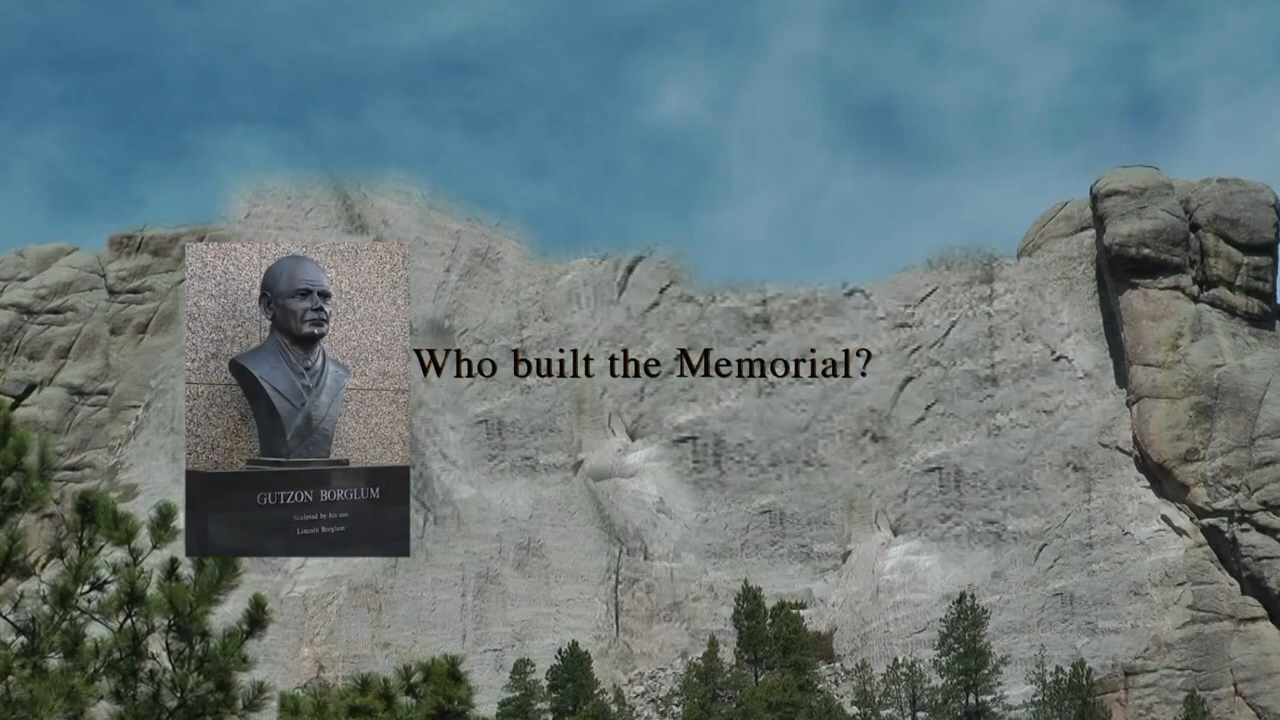 Who built the Memorial?
GUTZON BORGLUM
Sculpted by his son
Lincoln Borglum